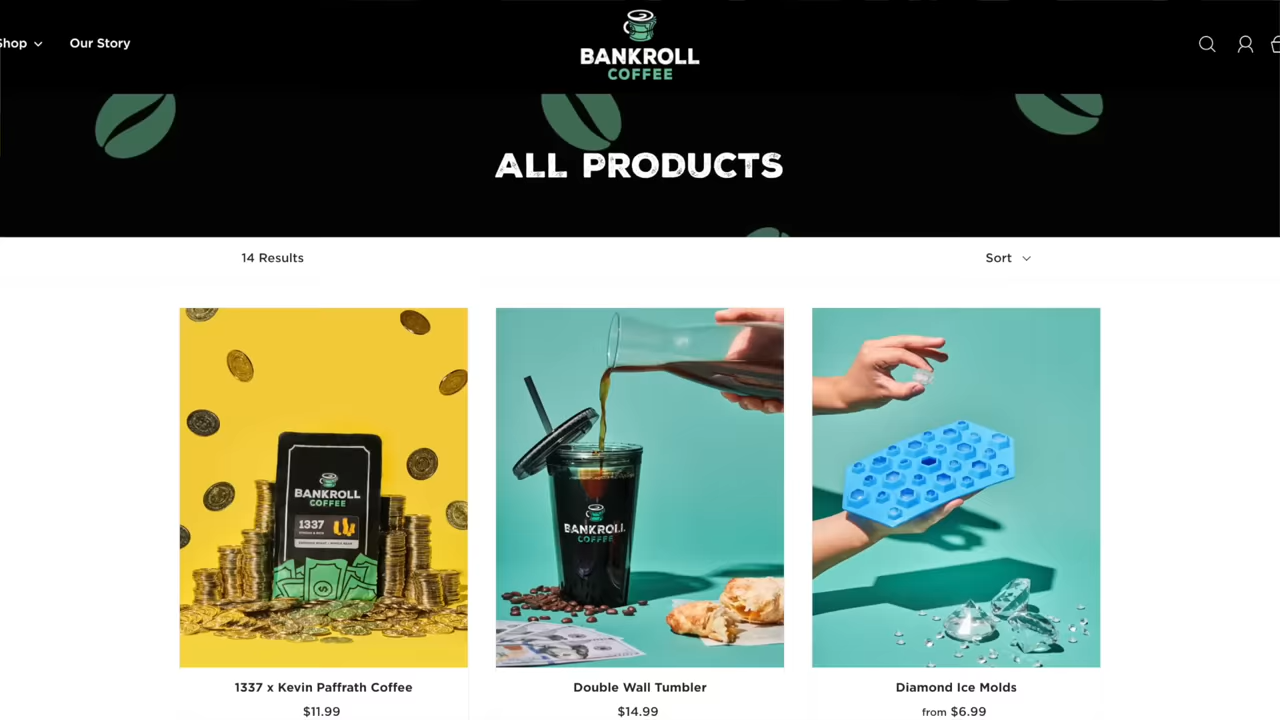 Shop
Our Story
BANKROLL
COFFEE
ALL PRODUCTS
14 Results
Sort
BANKROLL
COFFEE
1337
BANKROLL
COFFEE
1337 x Kevin Paffrath Coffee
$11.99
Double Wall Tumbler
$14.99
Diamond Ice Molds
from $6.99